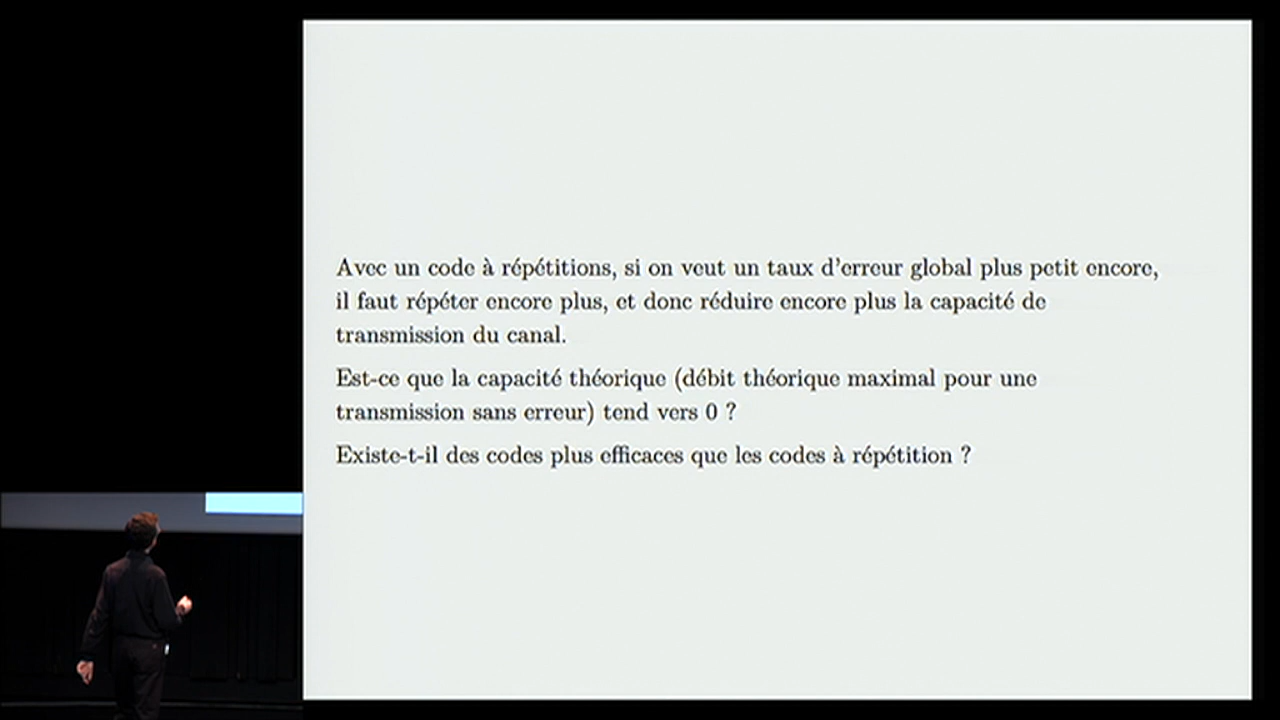 Avec un code à répétitions, si on veut un taux d'erreur global plus petit encore,
il faut répéter encore plus, et donc réduire encore plus la capacité de
transmission du canal.
Est-ce que la capacité théorique (débit théorique maximal pour une
transmission sans erreur) tend vers 0 ?
Existe-t-il des codes plus efficaces que les codes à répétition ?